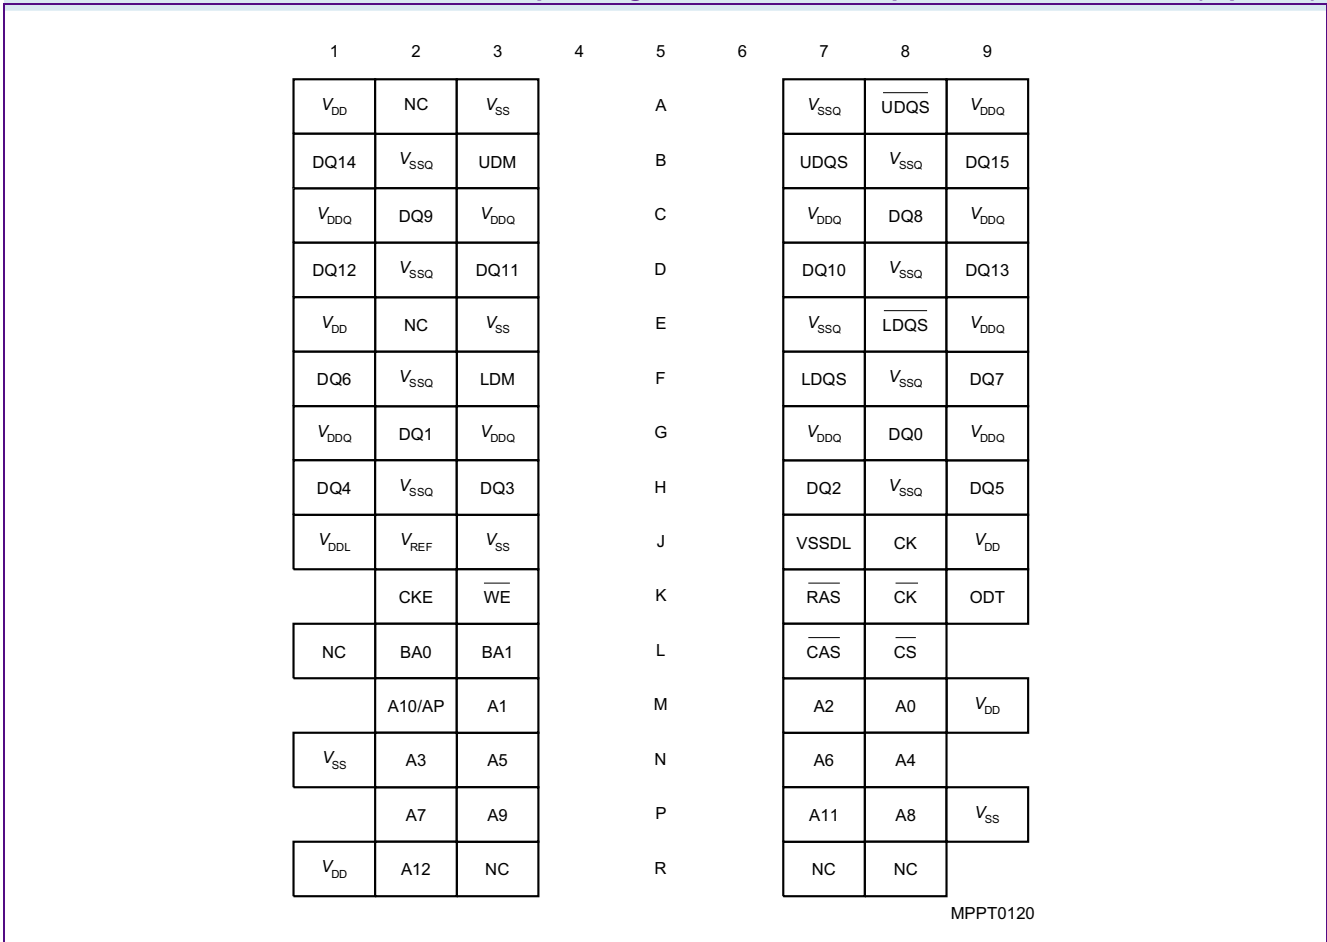 1 2 3 4 5 6 7 8 9
VDD NC VSS A VSSQ UDQS VDDQ
DQ14 VSSQ UDM B UDQS VSSQ DQ15
VDDQ DQ9 VDDQ C VDDQ DQ8 VDDQ
DQ12 VSSQ DQ11 D DQ10 VSSQ DQ13
VDD NC VSS E VSSQ LDQS VDDQ
DQ6 VSSQ LDM F LDQS VSSQ DQ7
VDDQ DQ1 VDDQ G VDDQ DQ0 VDDQ
DQ4 VSSQ DQ3 H DQ2 VSSQ DQ5
VDDL VREF VSS J VSSDL CK VDD
CKE WE K RAS CK ODT
NC BA0 BA1 L CAS CS
A10/AP A1 M A2 A0 VDD
VSS A3 A5 N A6 A4
A7 A9 P A11 A8 VSS
VDD A12 NC R NC NC
MPPT0120